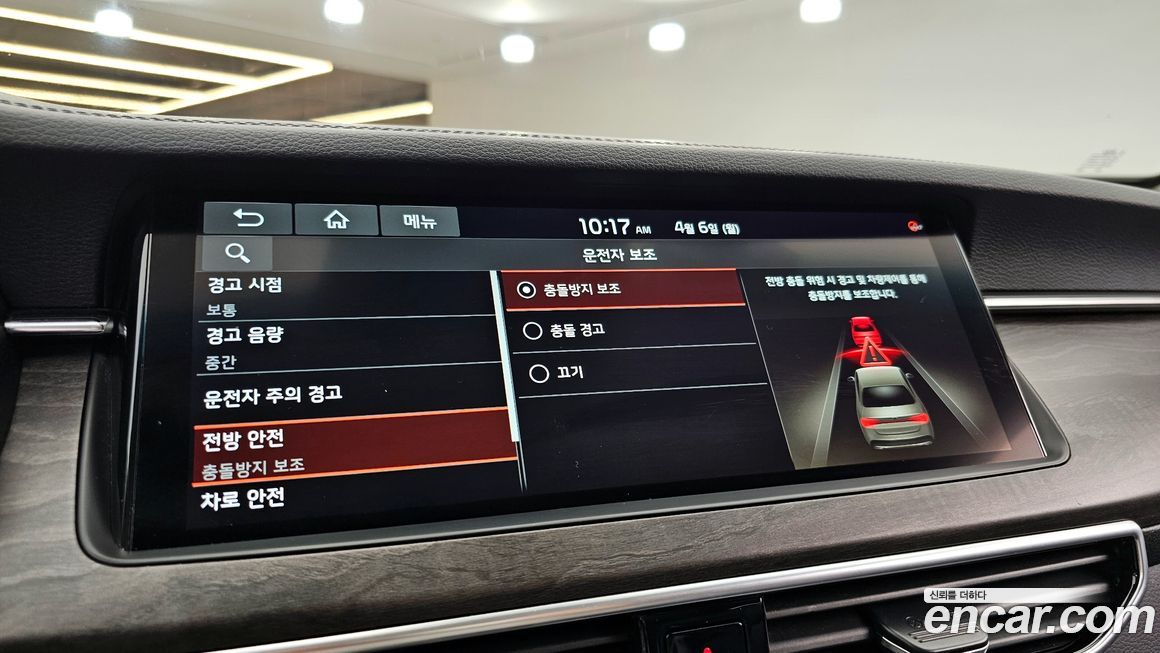 메뉴
10:17 AM
4월 6일 (월)
운전자 보조
경고 시점
보통
경고 음량
중간
운전자 주의 경고
전방 안전
충돌방지 보조
차로 안전
충돌방지 보조
충돌 경고
끄기
전방 충돌 위험 시 경고 및 차량제어를 통해
충돌방지를 보조합니다.
신뢰를 더하다
encar.com